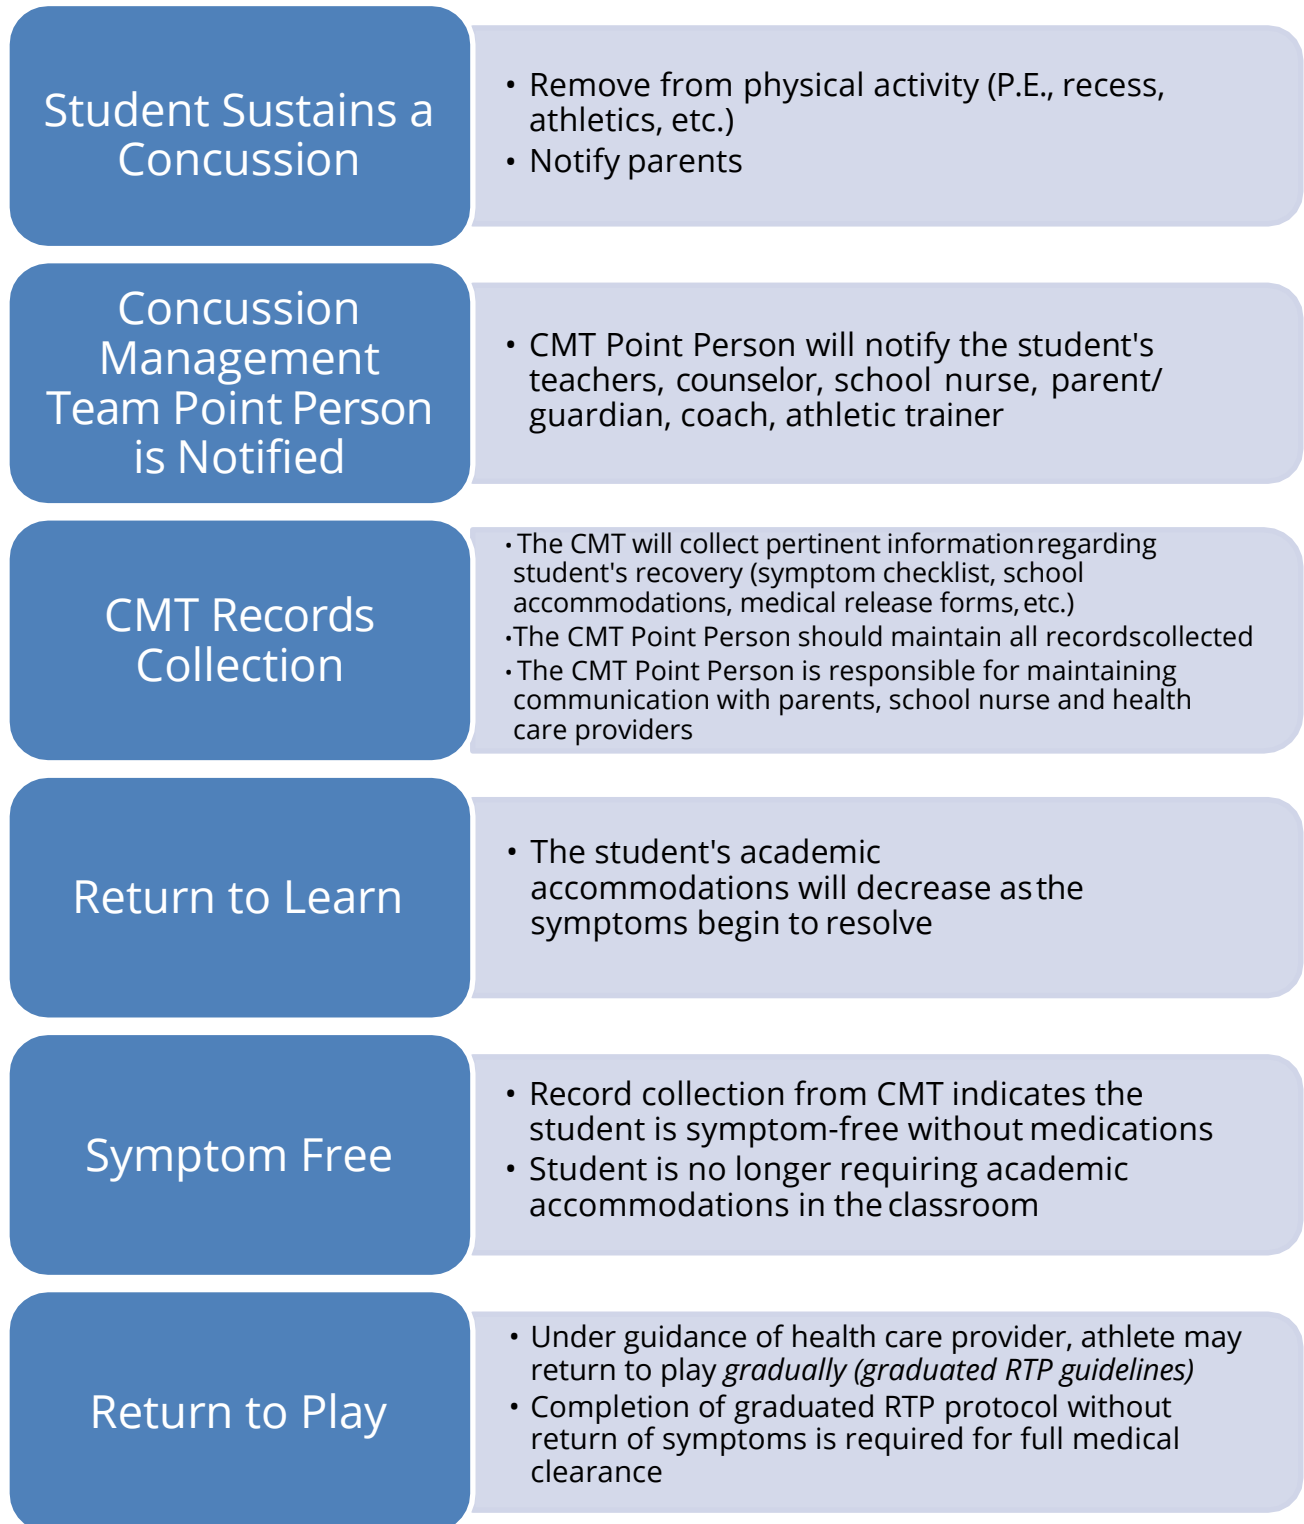 Student Sustains a
Concussion
• Remove from physical activity (P.E., recess,
athletics, etc.)
• Notify parents
Concussion
Management
Team Point Person
is Notified
• CMT Point Person will notify the student's
teachers, counselor, school nurse, parent/
guardian, coach, athletic trainer
CMT Records
Collection
• The CMT will collect pertinent information regarding
student's recovery (symptom checklist, school
accommodations, medical release forms, etc.)
• The CMT Point Person should maintain all records collected
• The CMT Point Person is responsible for maintaining
communication with parents, school nurse and health
care providers
Return to Learn
• The student's academic
accommodations will decrease as the
symptoms begin to resolve
Symptom Free
• Record collection from CMT indicates the
student is symptom-free without medications
• Student is no longer requiring academic
accommodations in the classroom
Return to Play
• Under guidance of health care provider, athlete may
return to play gradually (graduated RTP guidelines)
• Completion of graduated RTP protocol without
return of symptoms is required for full medical
clearance